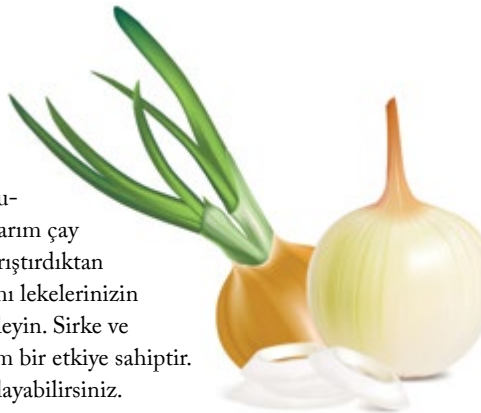 u-
arım çay
rıştırdıktan
nı lekelerinizin
leyin. Sirke ve
m bir etkiye sahiptir.
layabilirsiniz.